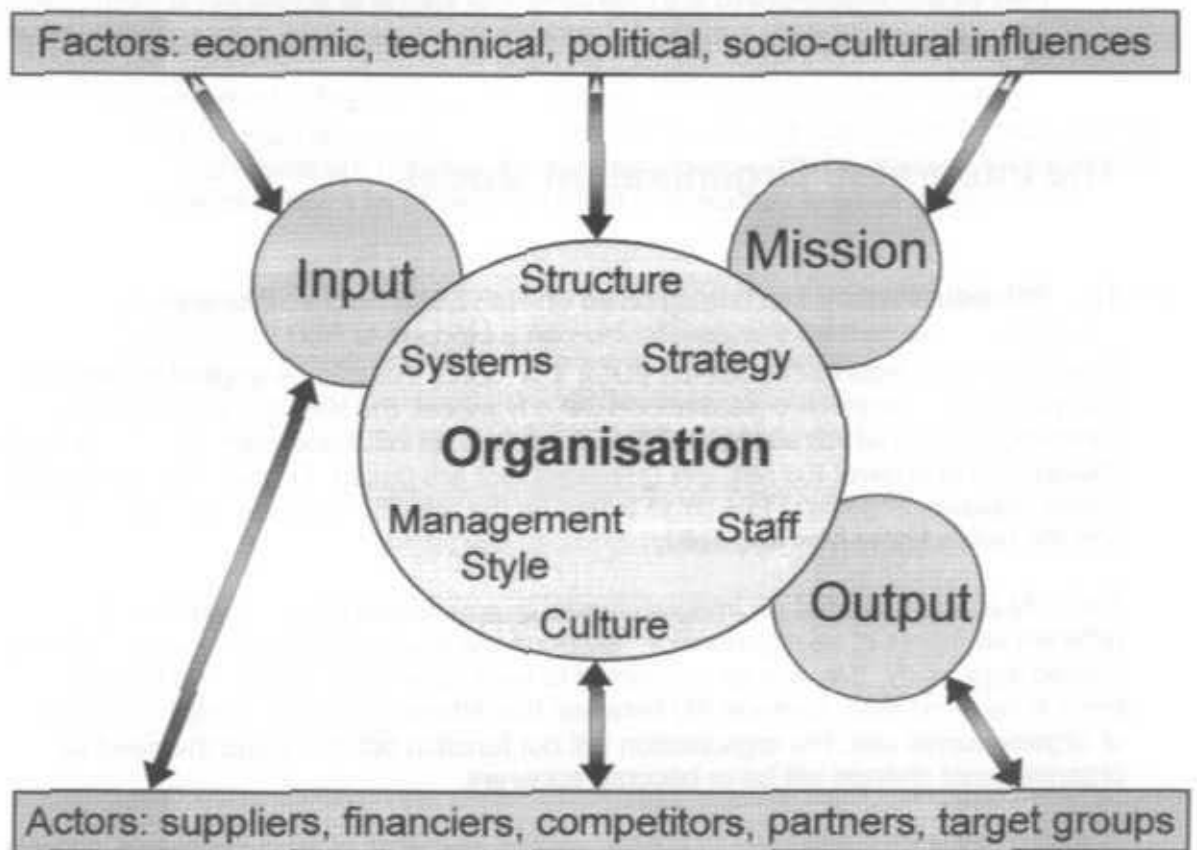 Factors: economic, technical, political, socio-cultural influences
Input
Mission
Structure
Systems
Strategy
Organisation
Management
Style
Staff
Culture
Output
Actors: suppliers, financiers, competitors, partners, target groups